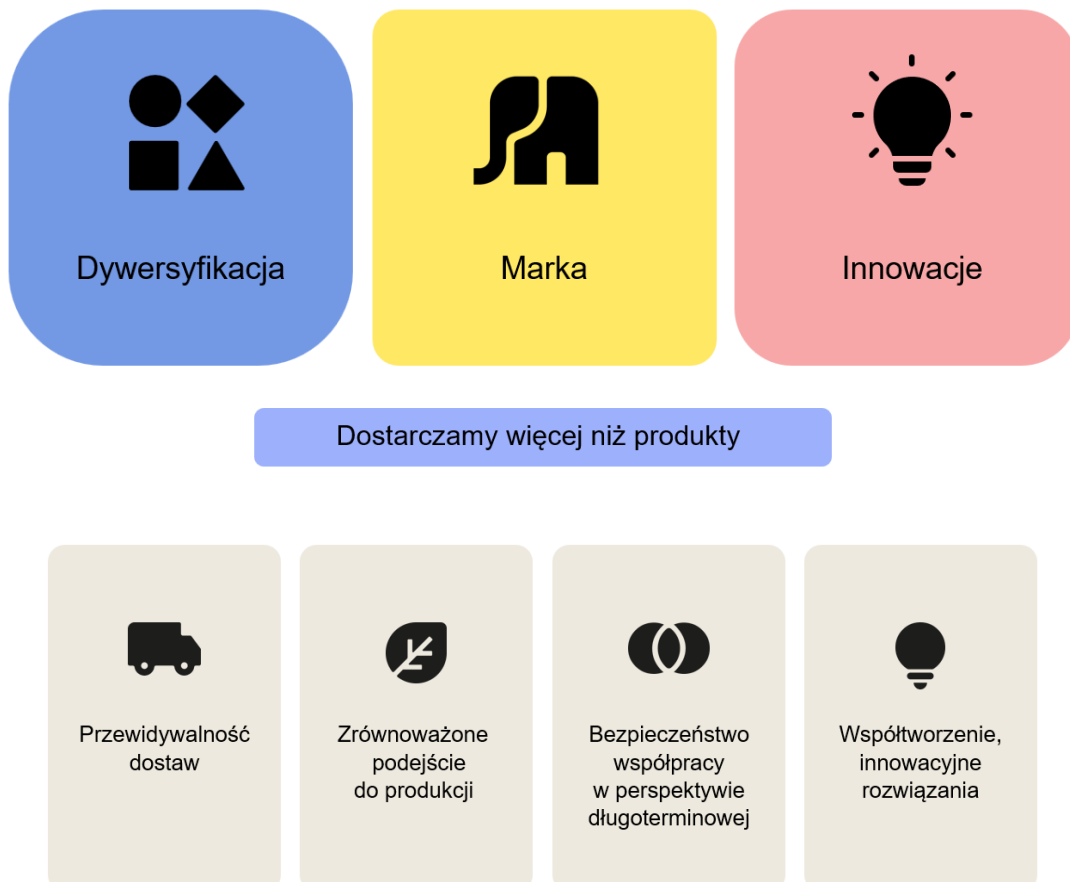 Dywersyfikacja
Marka
Innowacje
Dostarczamy więcej niż produkty
Przewidywalność
dostaw
Zrównoważone
podejście
do produkcji
Bezpieczeństwo
współpracy
w perspektywie
długoterminowej
Współtworzenie,
innowacyjne
rozwiązania